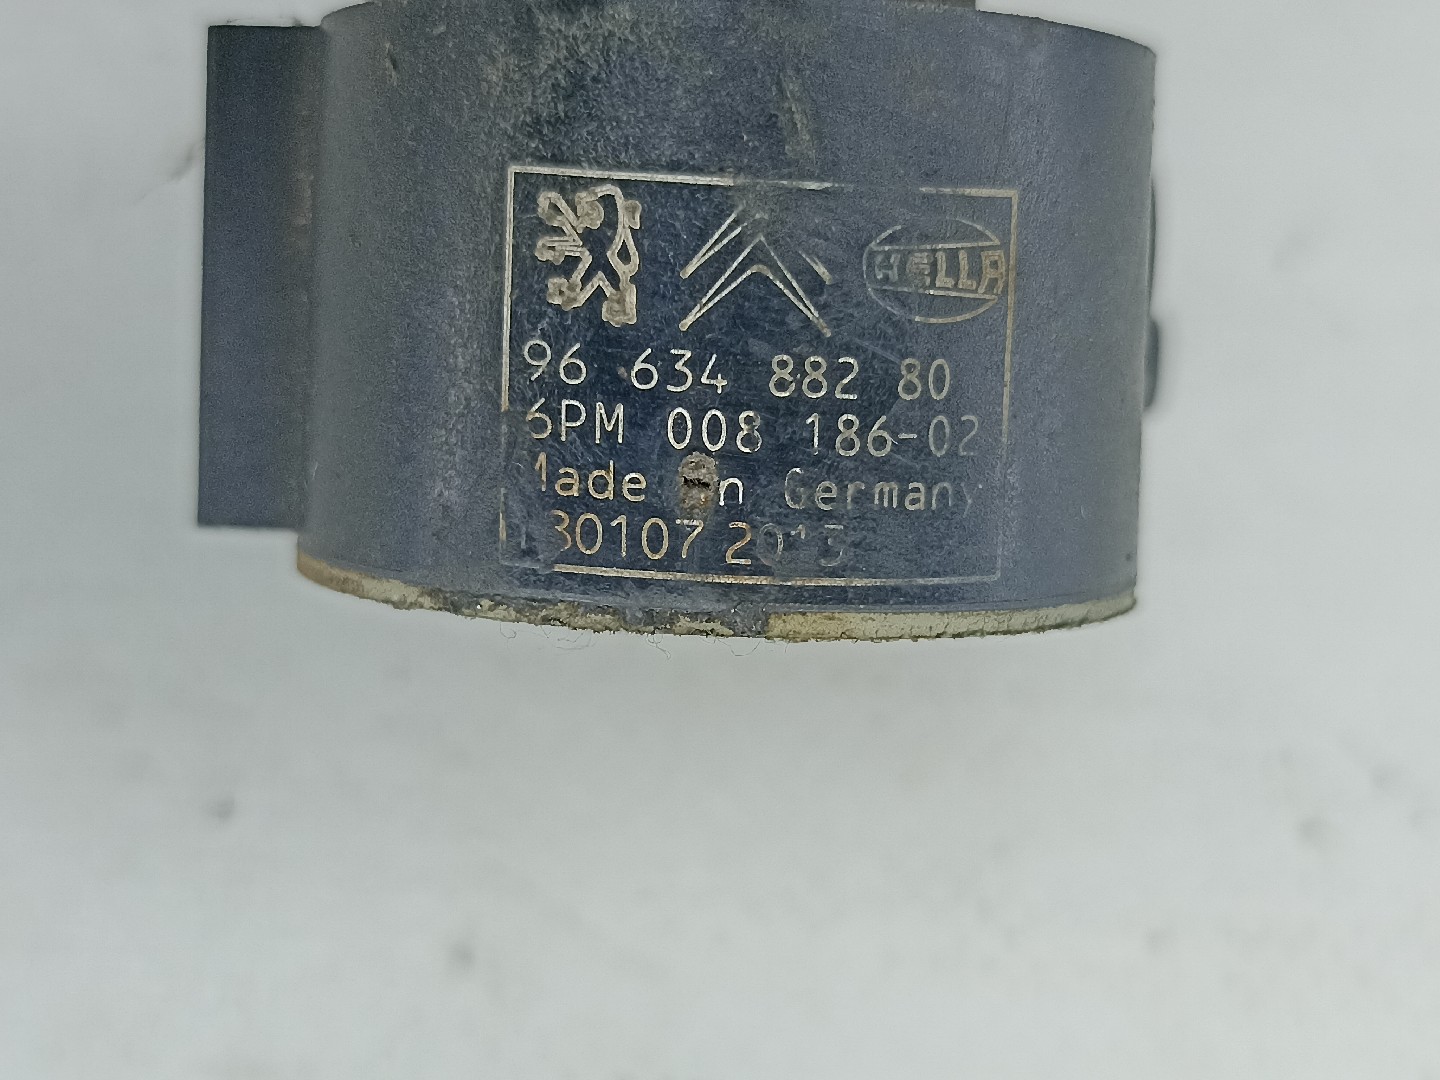 HELLA
96 634 882 80
6PM 008 186-02
Made in Germany
30107 2013